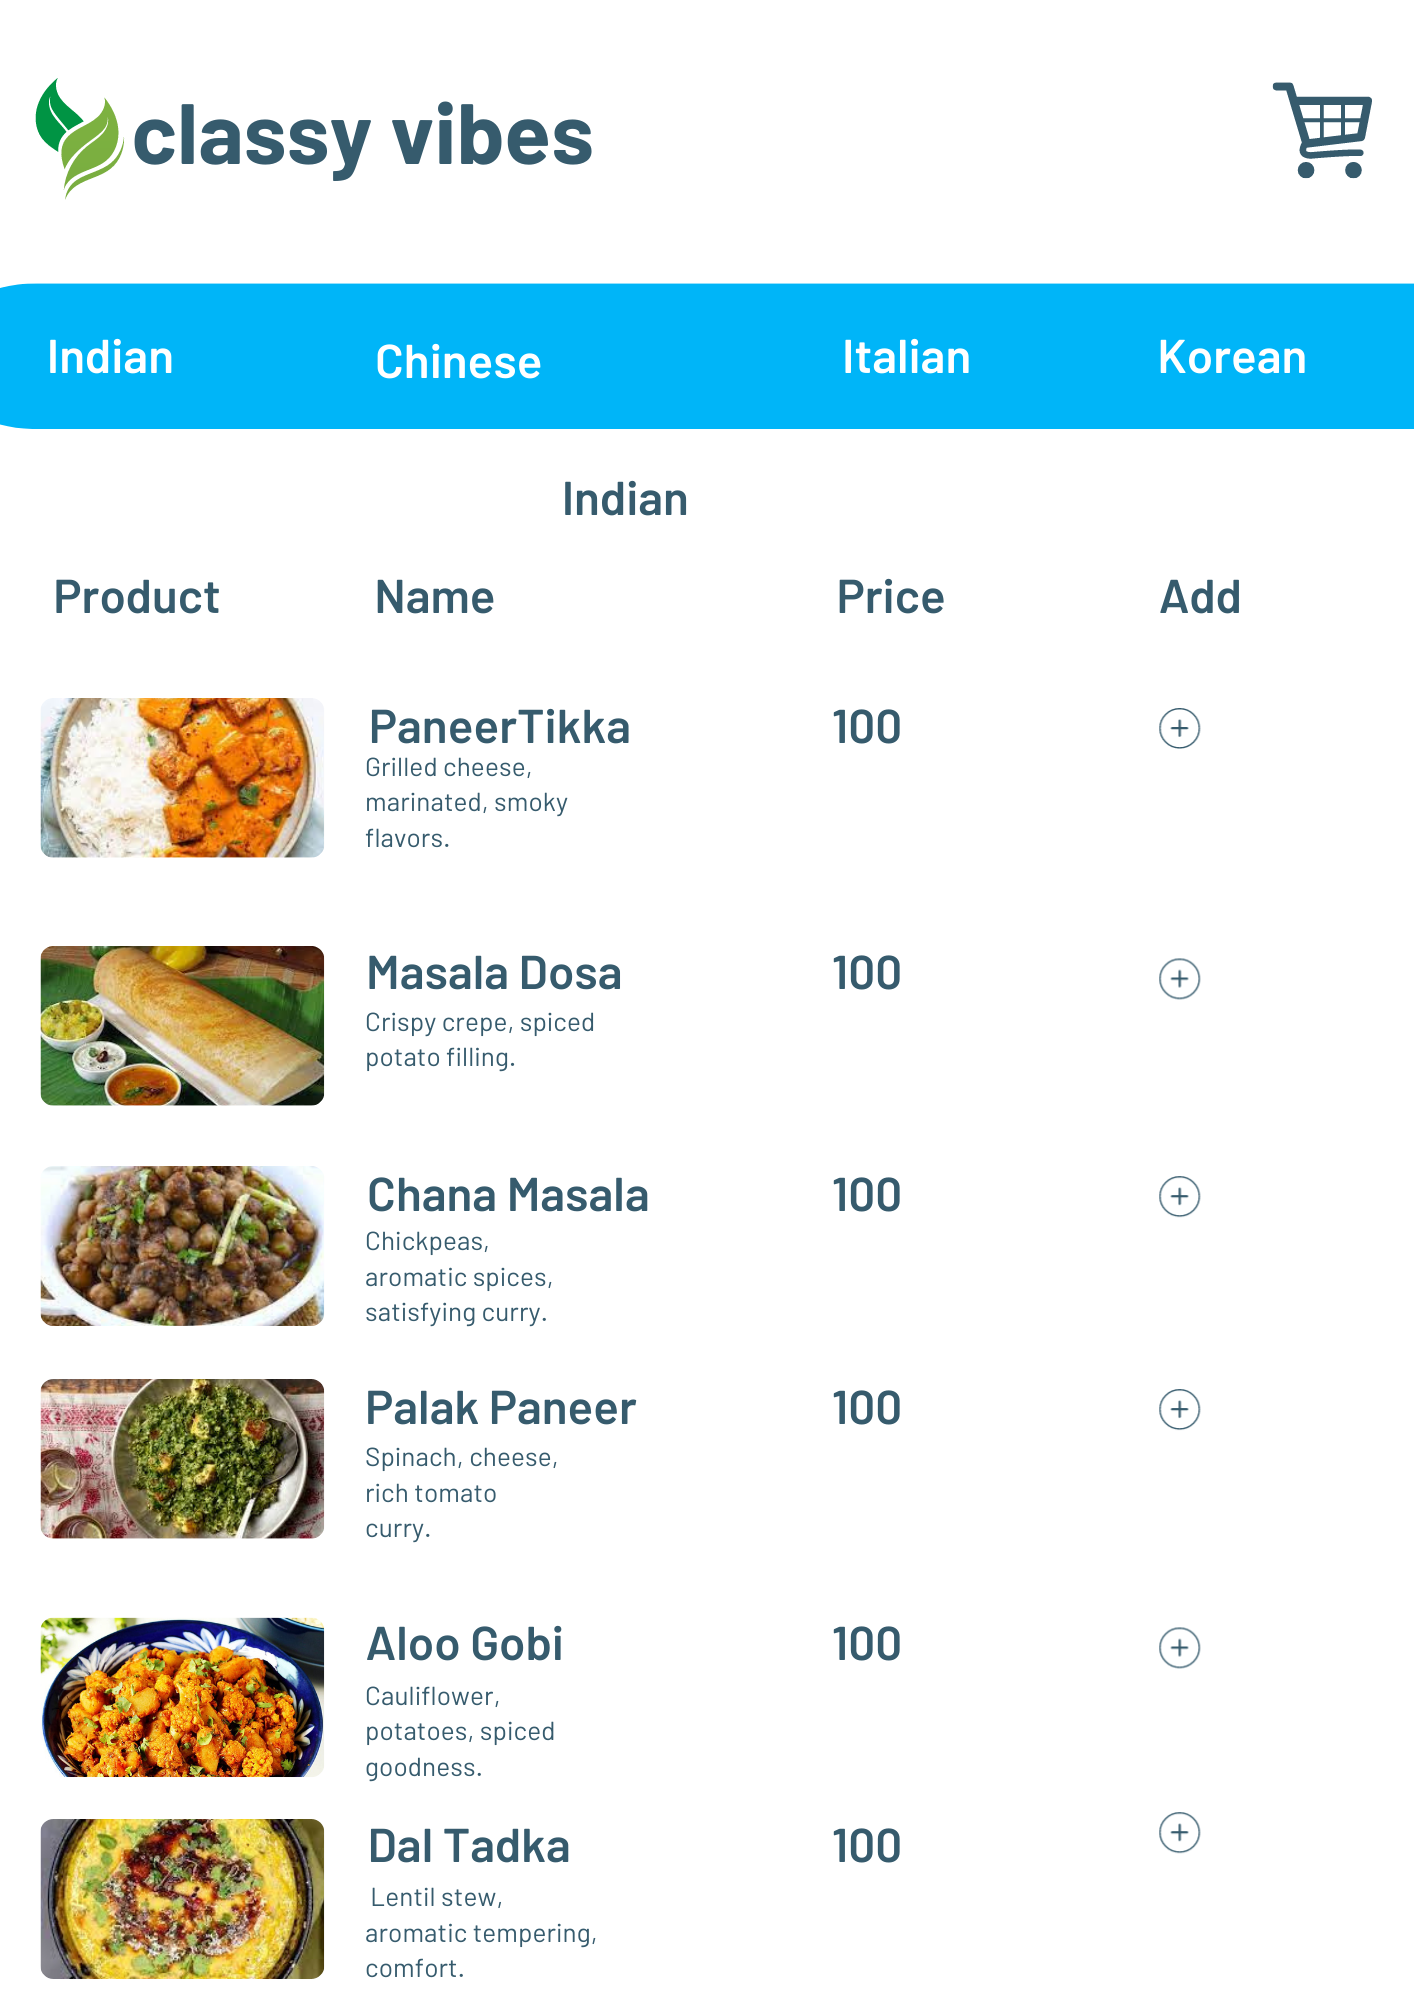 classy vibes
Indian Chinese Italian Korean
Indian
Product Name Price Add
PaneerTikka 100
Grilled cheese,
marinated, smoky
flavors.
Masala Dosa 100
Crispy crepe, spiced
potato filling.
Chana Masala 100
Chickpeas,
aromatic spices,
satisfying curry.
Palak Paneer 100
Spinach, cheese,
rich tomato
curry.
Aloo Gobi 100
Cauliflower,
potatoes, spiced
goodness.
Dal Tadka 100
Lentil stew,
aromatic tempering,
comfort.